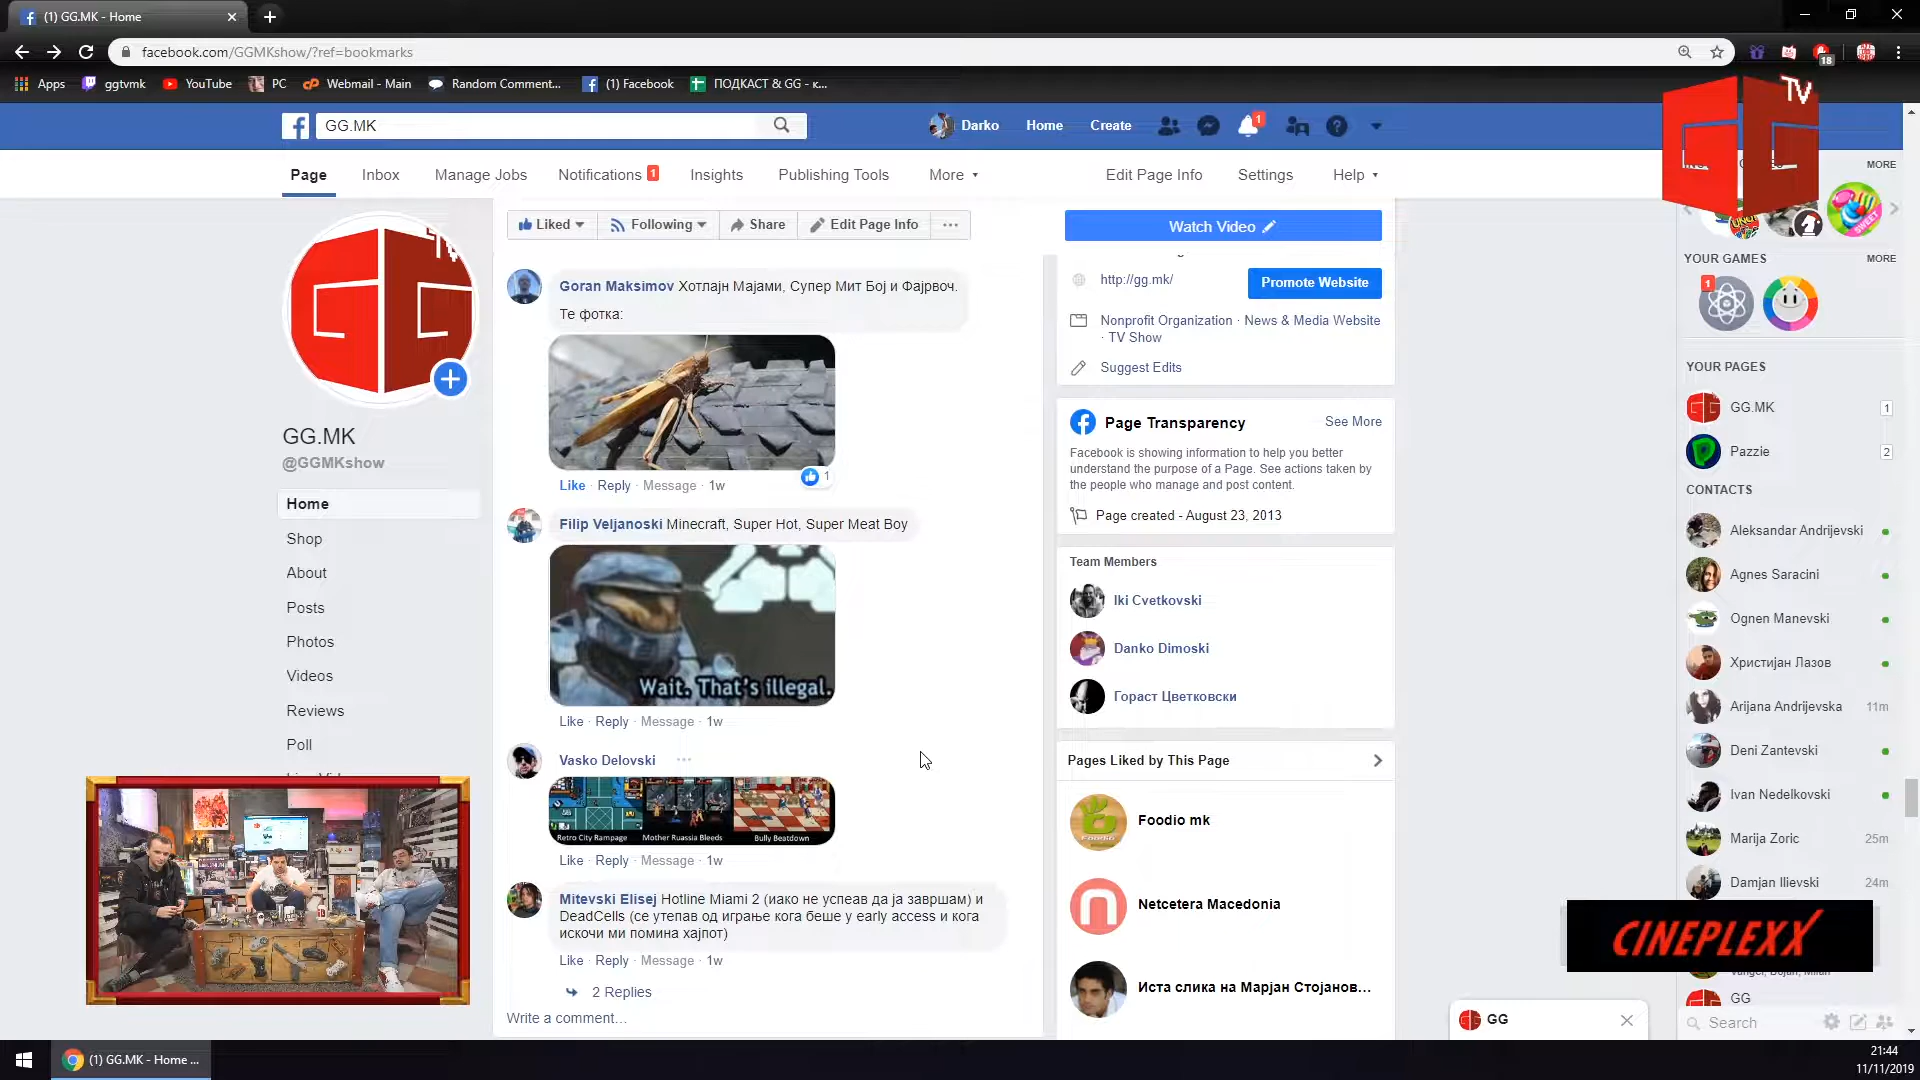 (1) GG.MK - Home
facebook.com/GGMKshow/?ref=bookmarks
18
Apps
ggtvmk
YouTube
PC
Webmail - Main
Random Comment...
(1) Facebook
ПОДКАСТ & GG - к...
TV
GG.MK
Darko
Home
Create
1
Page
Inbox
Manage Jobs
Notifications 1
Insights
Publishing Tools
More
Edit Page Info
Settings
Help
Liked
Following
Share
Edit Page Info
Watch Video
GG.MK
@GGMKshow
Home
Shop
About
Posts
Photos
Videos
Reviews
Poll
Goran Maksimov Хотлајн Мајами, Супер Мит Бој и Фајрвоч.
Те фотка:
1
Like · Reply · Message · 1w
Filip Veljanoski Minecraft, Super Hot, Super Meat Boy
Wait. That's illegal.
Like · Reply · Message · 1w
Vasko Delovski
Retro City Rampage
Mother Ruassia Bleeds
Bully Beatdown
Like · Reply · Message · 1w
Mitevski Elisej Hotline Miami 2 (иако не успеав да ја завршам) и
DeadCells (се утепав од играње кога беше у early access и кога
искочи ми помина хајпот)
Like · Reply · Message · 1w
2 Replies
Write a comment...
http://gg.mk/
Promote Website
Nonprofit Organization · News & Media Website
· TV Show
Suggest Edits
Page Transparency
See More
Facebook is showing information to help you better
understand the purpose of a Page. See actions taken by
the people who manage and post content.
Page created - August 23, 2013
Team Members
Iki Cvetkovski
Danko Dimoski
Гораст Цветковски
Pages Liked by This Page
Foodio mk
Netcetera Macedonia
Иста слика на Марјан Стојанов...
MORE
YOUR GAMES
MORE
1
YOUR PAGES
GG.MK
1
Pazzie
2
CONTACTS
Aleksandar Andrijevski
Agnes Saracini
Ognen Manevski
Христијан Лазов
Arijana Andrijevska
11m
Deni Zantevski
Ivan Nedelkovski
Marija Zoric
25m
Damjan Ilievski
24m
CINEPLEXX
GG
GG
Search
(1) GG.MK - Home ...
21:44
11/11/2019